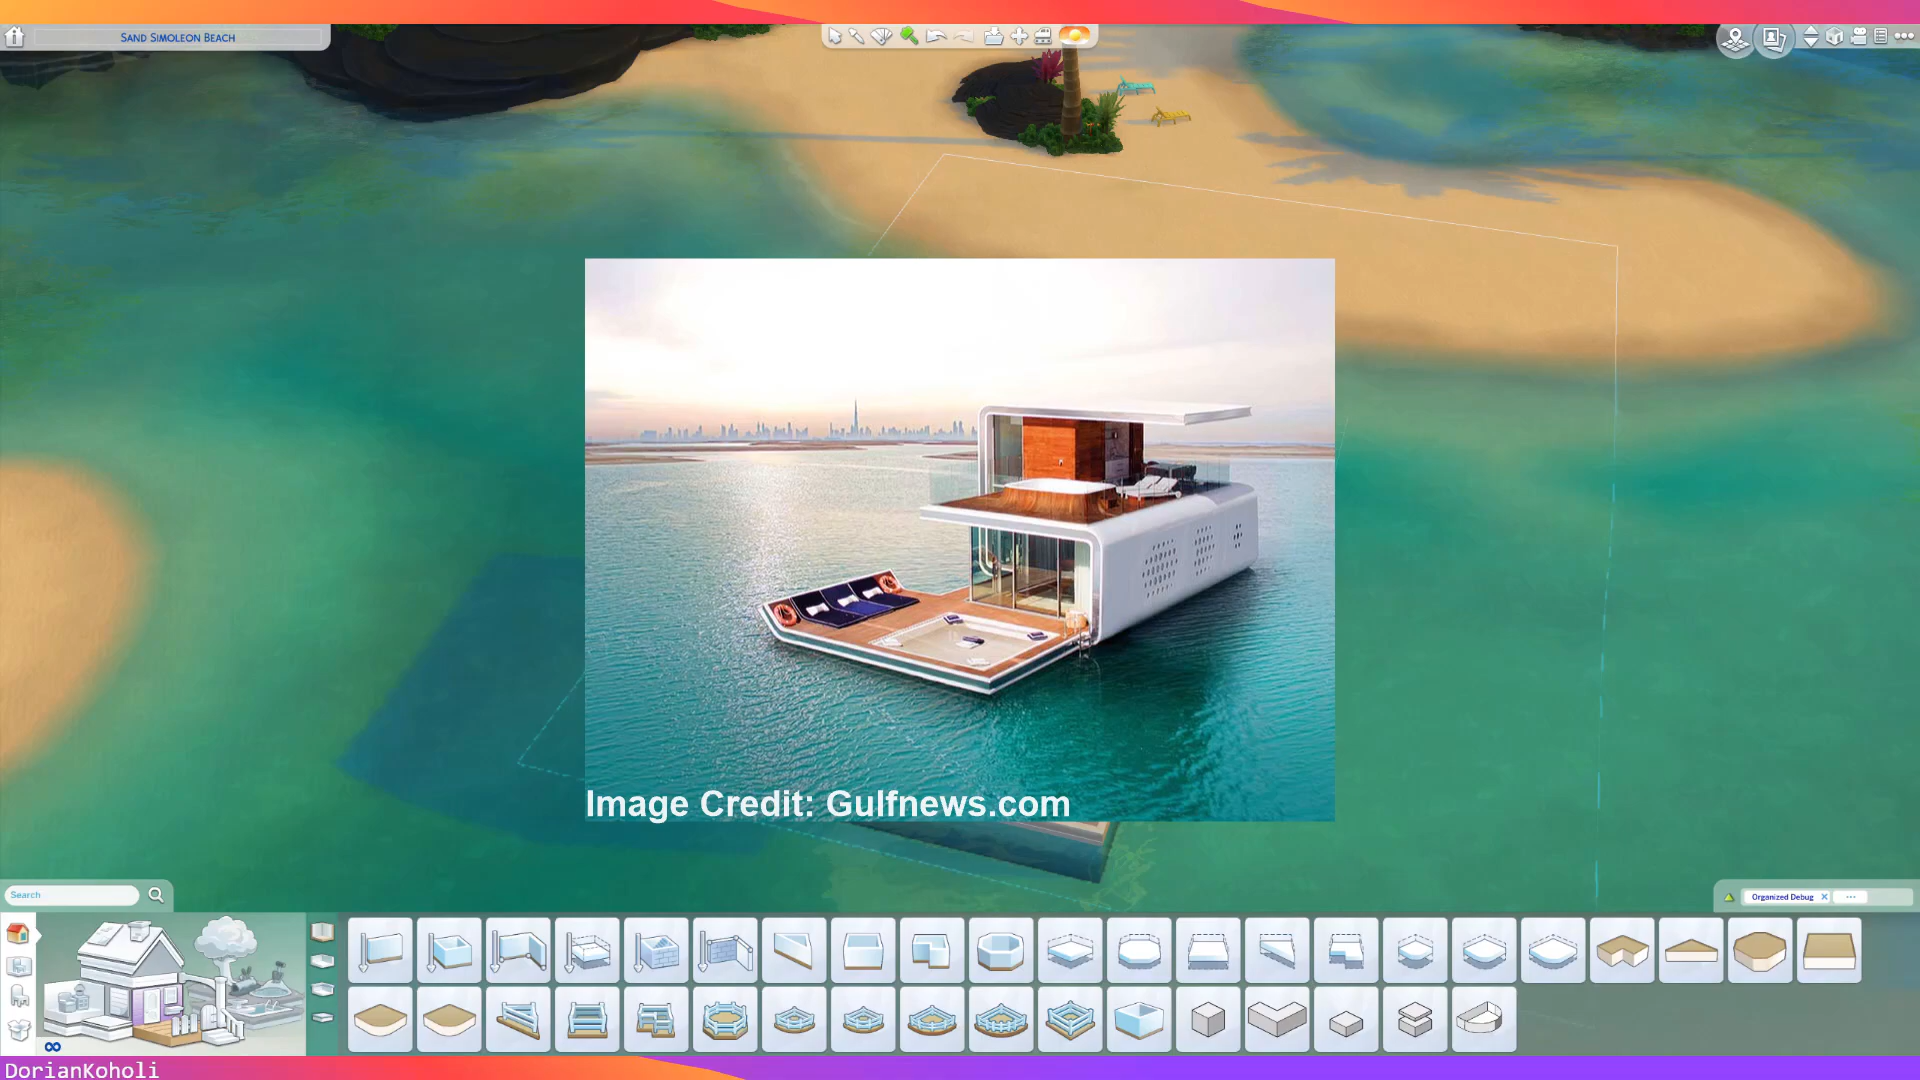 SAND SIMOLEON BEACH
Image Credit: Gulfnews.com
Search
Organized Debug
DorianKoholi